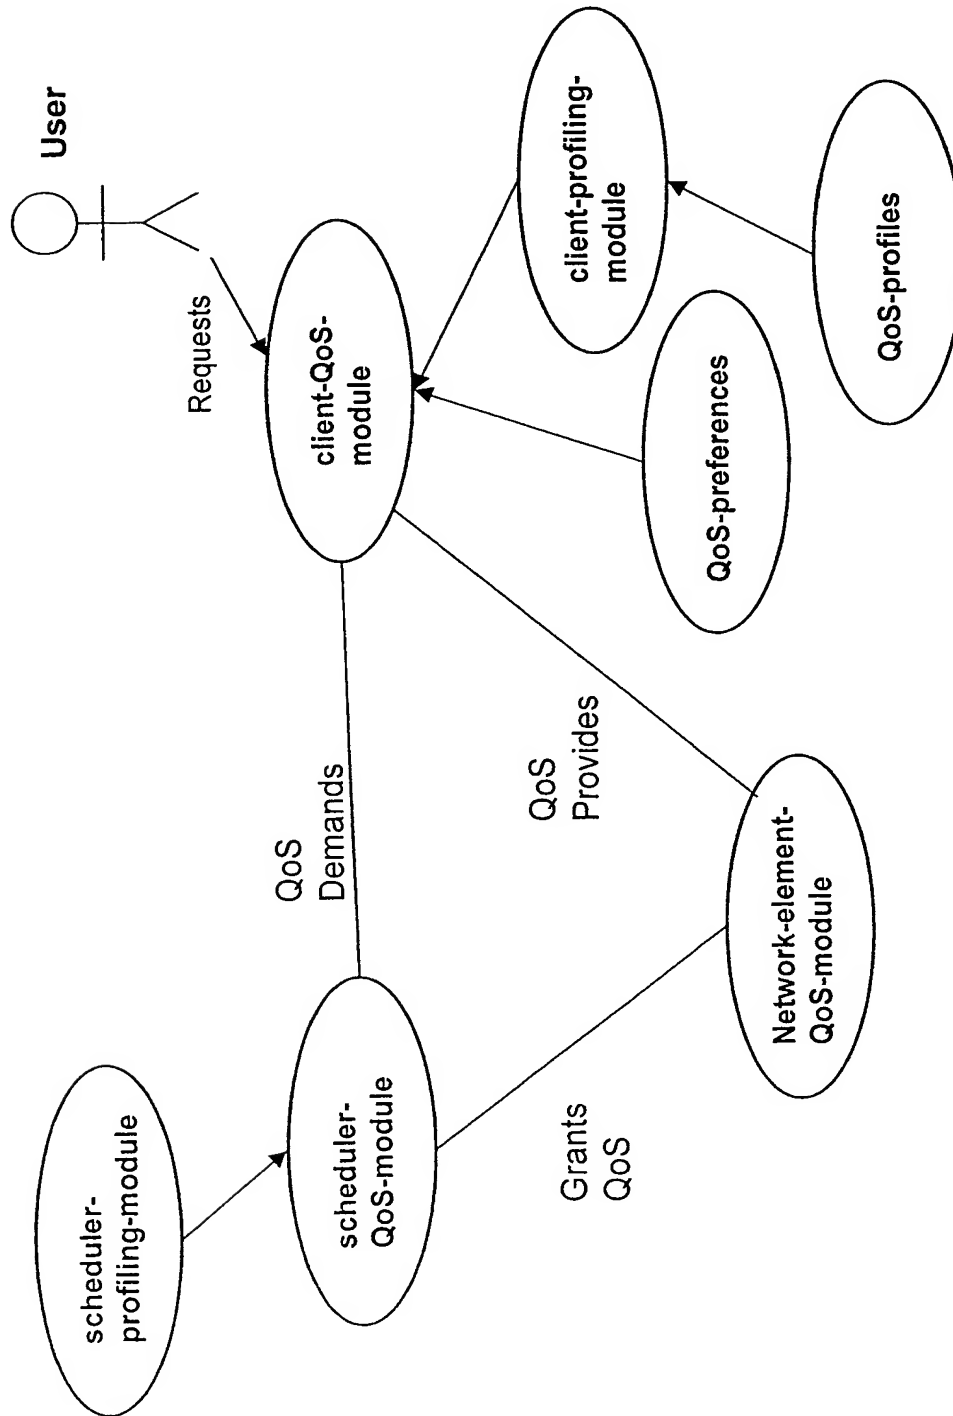 User
Requests
scheduler-
profiling-module
scheduler-
QoS-module
QoS
Demands
client-QoS-
module
client-profiling-
module
Grants
QoS
QoS
Provides
QoS-preferences
Network-element-
QoS-module
QoS-profiles